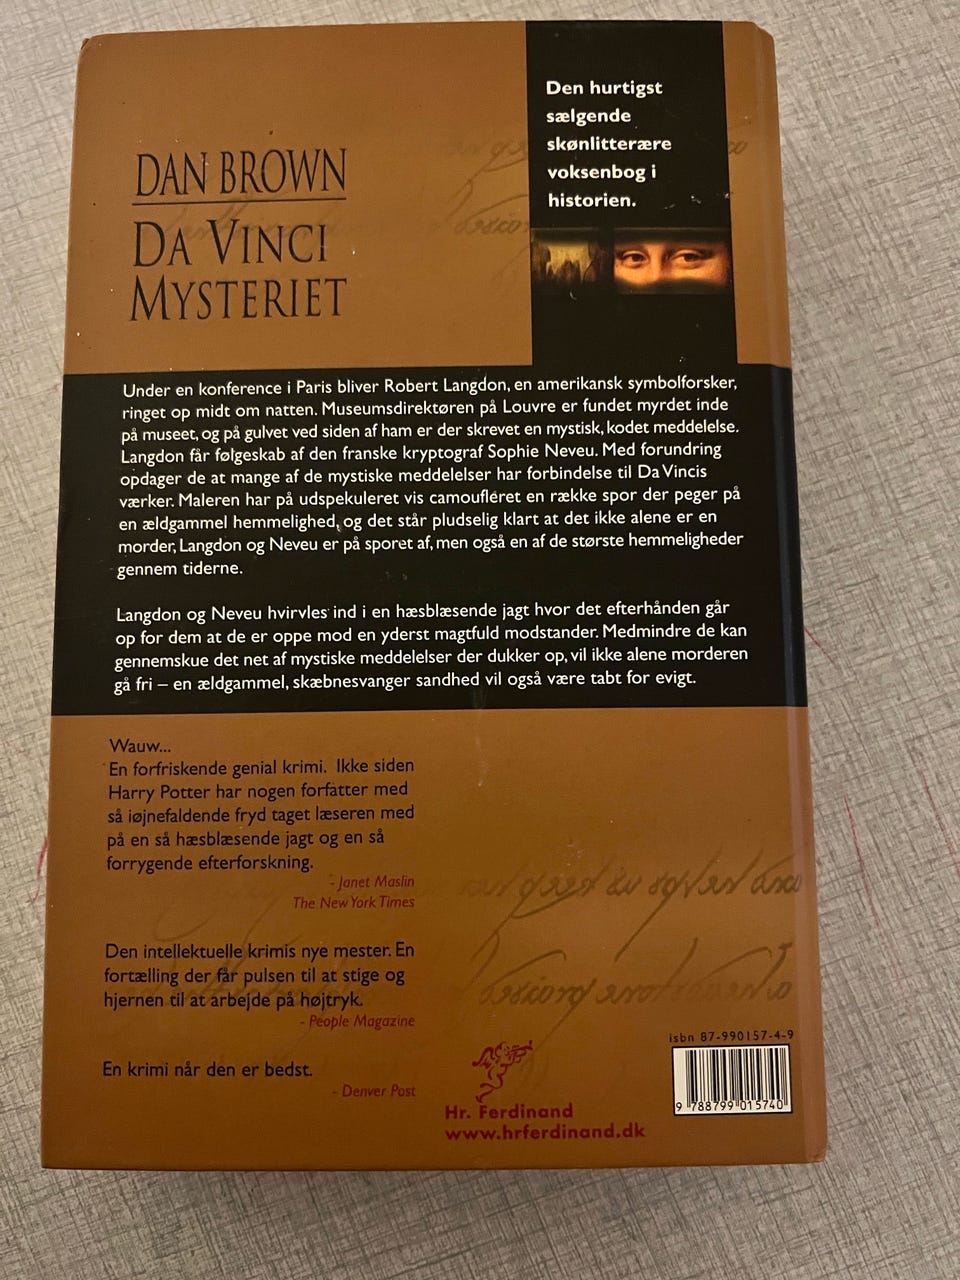 Den hurtigst
sælgende
skønlitterære
voksenbog i
historien.
DAN BROWN
DA VINCI
MYSTERIET
Under en konference i Paris bliver Robert Langdon, en amerikansk symbolforsker,
ringet op midt om natten. Museumsdirektøren på Louvre er fundet myrdet inde
på museet, og på gulvet ved siden af ham er der skrevet en mystisk, kodet meddelelse.
Langdon får følgeskab af den franske kryptograf Sophie Neveu. Med forundring
opdager de at mange af de mystiske meddelelser har forbindelse til Da Vincis
værker. Maleren har på udspekuleret vis camoufleret en række spor der peger på
en ældgammel hemmelighed, og det står pludselig klart at det ikke alene er en
morder, Langdon og Neveu er på sporet af, men også en af de største hemmeligheder
gennem tiderne.
Langdon og Neveu hvirvles ind i en hæsblæsende jagt hvor det efterhånden går
op for dem at de er oppe mod en yderst magtfuld modstander. Medmindre de kan
gennemskue det net af mystiske meddelelser der dukker op, vil ikke alene morderen
gå fri – en ældgammel, skæbnesvanger sandhed vil også være tabt for evigt.
Wauw...
En forfriskende genial krimi. Ikke siden
Harry Potter har nogen forfatter med
så iøjnefaldende fryd taget læseren med
på en så hæsblæsende jagt og en så
forrygende efterforskning.
- Janet Maslin
The New York Times
Den intellektuelle krimis nye mester. En
fortælling der får pulsen til at stige og
hjernen til at arbejde på højtryk.
- People Magazine
En krimi når den er bedst.
- Denver Post
Hr. Ferdinand
www.hrferdinand.dk
isbn 87-990157-4-9
9 788799 015740